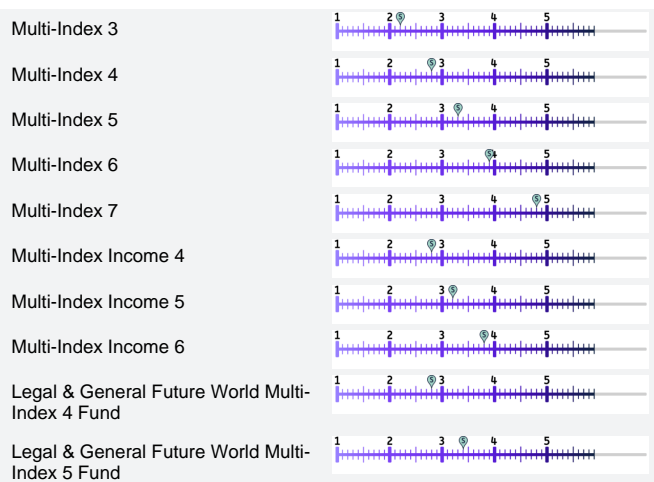 Multi-Index 3
1 2 S 3 4 5
Multi-Index 4
1 2 S 3 4 5
Multi-Index 5
1 2 3 S 4 5
Multi-Index 6
1 2 3 S 4 5
Multi-Index 7
1 2 3 4 S 5
Multi-Index Income 4
1 2 S 3 4 5
Multi-Index Income 5
1 2 3 S 4 5
Multi-Index Income 6
1 2 3 S 4 5
Legal & General Future World Multi-
Index 4 Fund
1 2 S 3 4 5
Legal & General Future World Multi-
Index 5 Fund
1 2 3 S 4 5